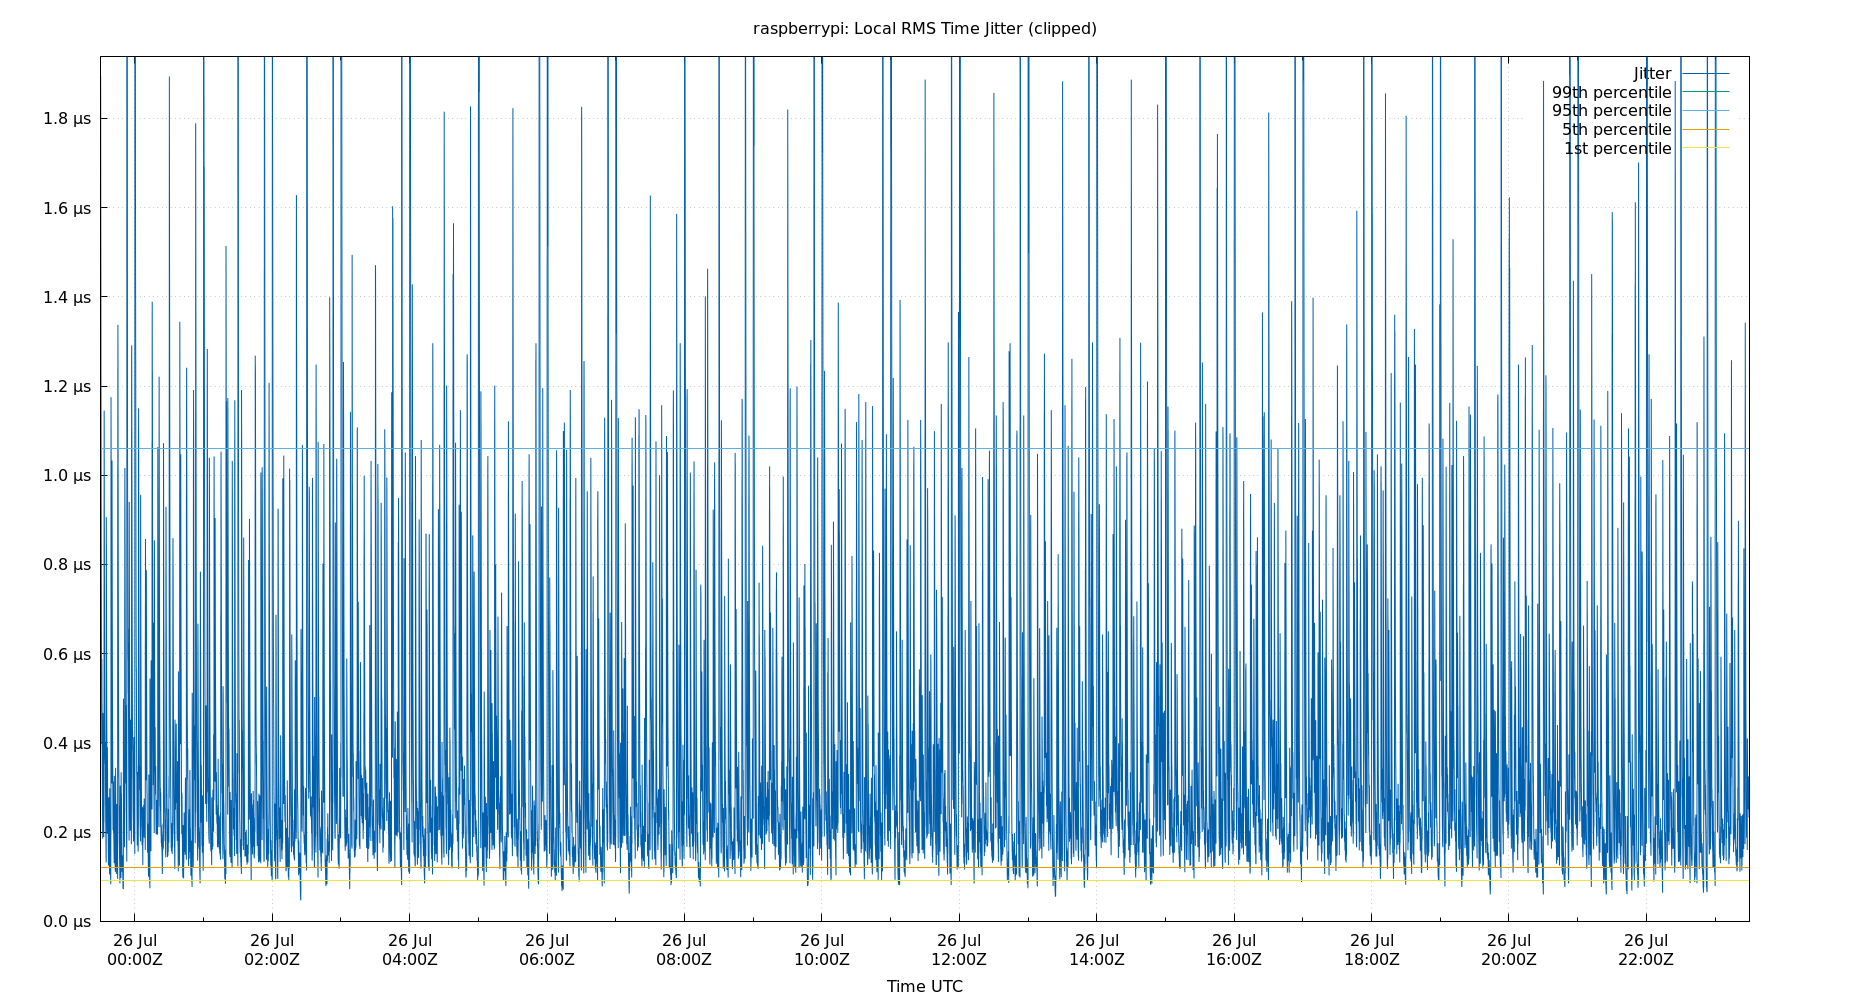 raspberrypi: Local RMS Time Jitter (clipped)
Jitter
99th percentile
95th percentile
5th percentile
1st percentile
1.8 µs
1.6 µs
1.4 µs
1.2 µs
1.0 µs
0.8 µs
0.6 µs
0.4 µs
0.2 µs
0.0 µs
26 Jul 26 Jul 26 Jul 26 Jul 26 Jul 26 Jul 26 Jul 26 Jul 26 Jul 26 Jul 26 Jul 26 Jul
00:00Z 02:00Z 04:00Z 06:00Z 08:00Z 10:00Z 12:00Z 14:00Z 16:00Z 18:00Z 20:00Z 22:00Z
Time UTC